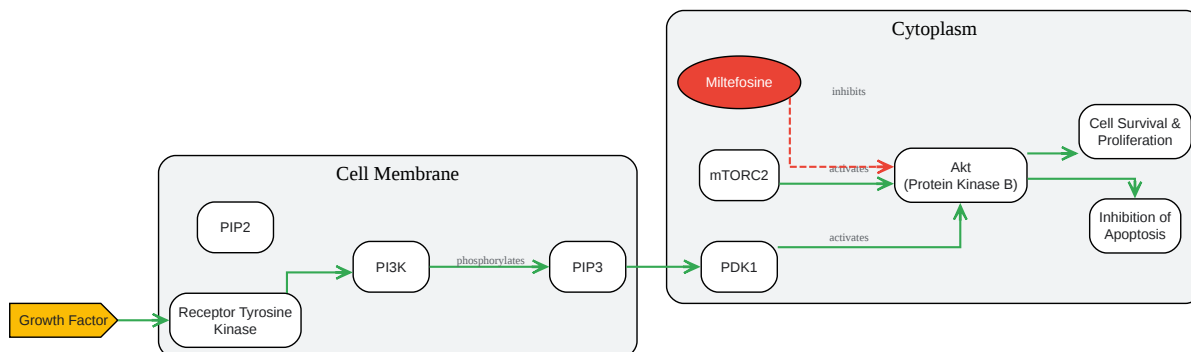 Cytoplasm
Miltefosine
inhibits
Cell Survival &
Proliferation
mTORC2
activates
Akt
(Protein Kinase B)
Inhibition of
Apoptosis
activates
PDK1
Cell Membrane
PIP2
PI3K
phosphorylates
PIP3
Receptor Tyrosine
Kinase
Growth Factor